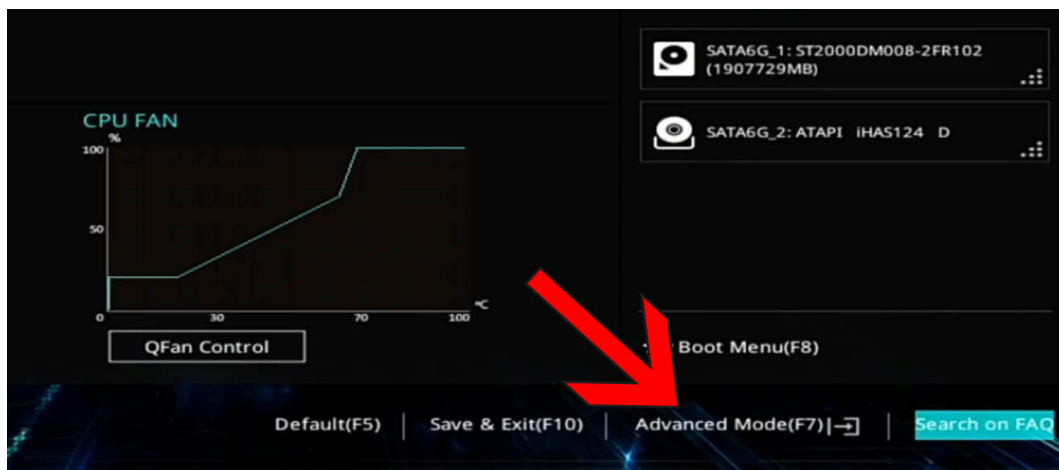 SATA6G_1: ST2000DM008-2FR102
(1907729MB)
CPU FAN
%
100
50
0
30
70
100
°C
SATA6G_2: ATAPI iHAS124 D
QFan Control
Boot Menu(F8)
Default(F5)
Save & Exit(F10)
Advanced Mode(F7)
Search on FAQ